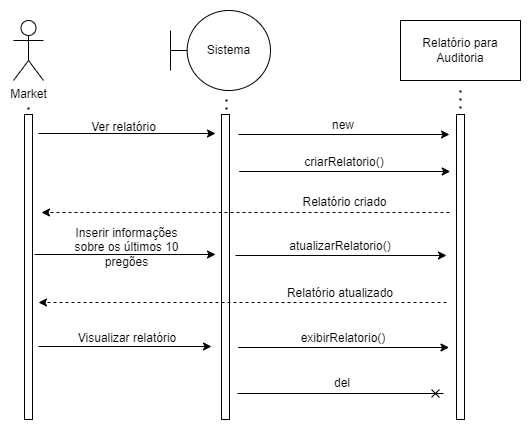 Sistema
Relatório para
Auditoria
Market
Ver relatório
new
criarRelatorio()
Relatório criado
Inserir informações
sobre os últimos 10
pregões
atualizarRelatorio()
Relatório atualizado
Visualizar relatório
exibirRelatorio()
del